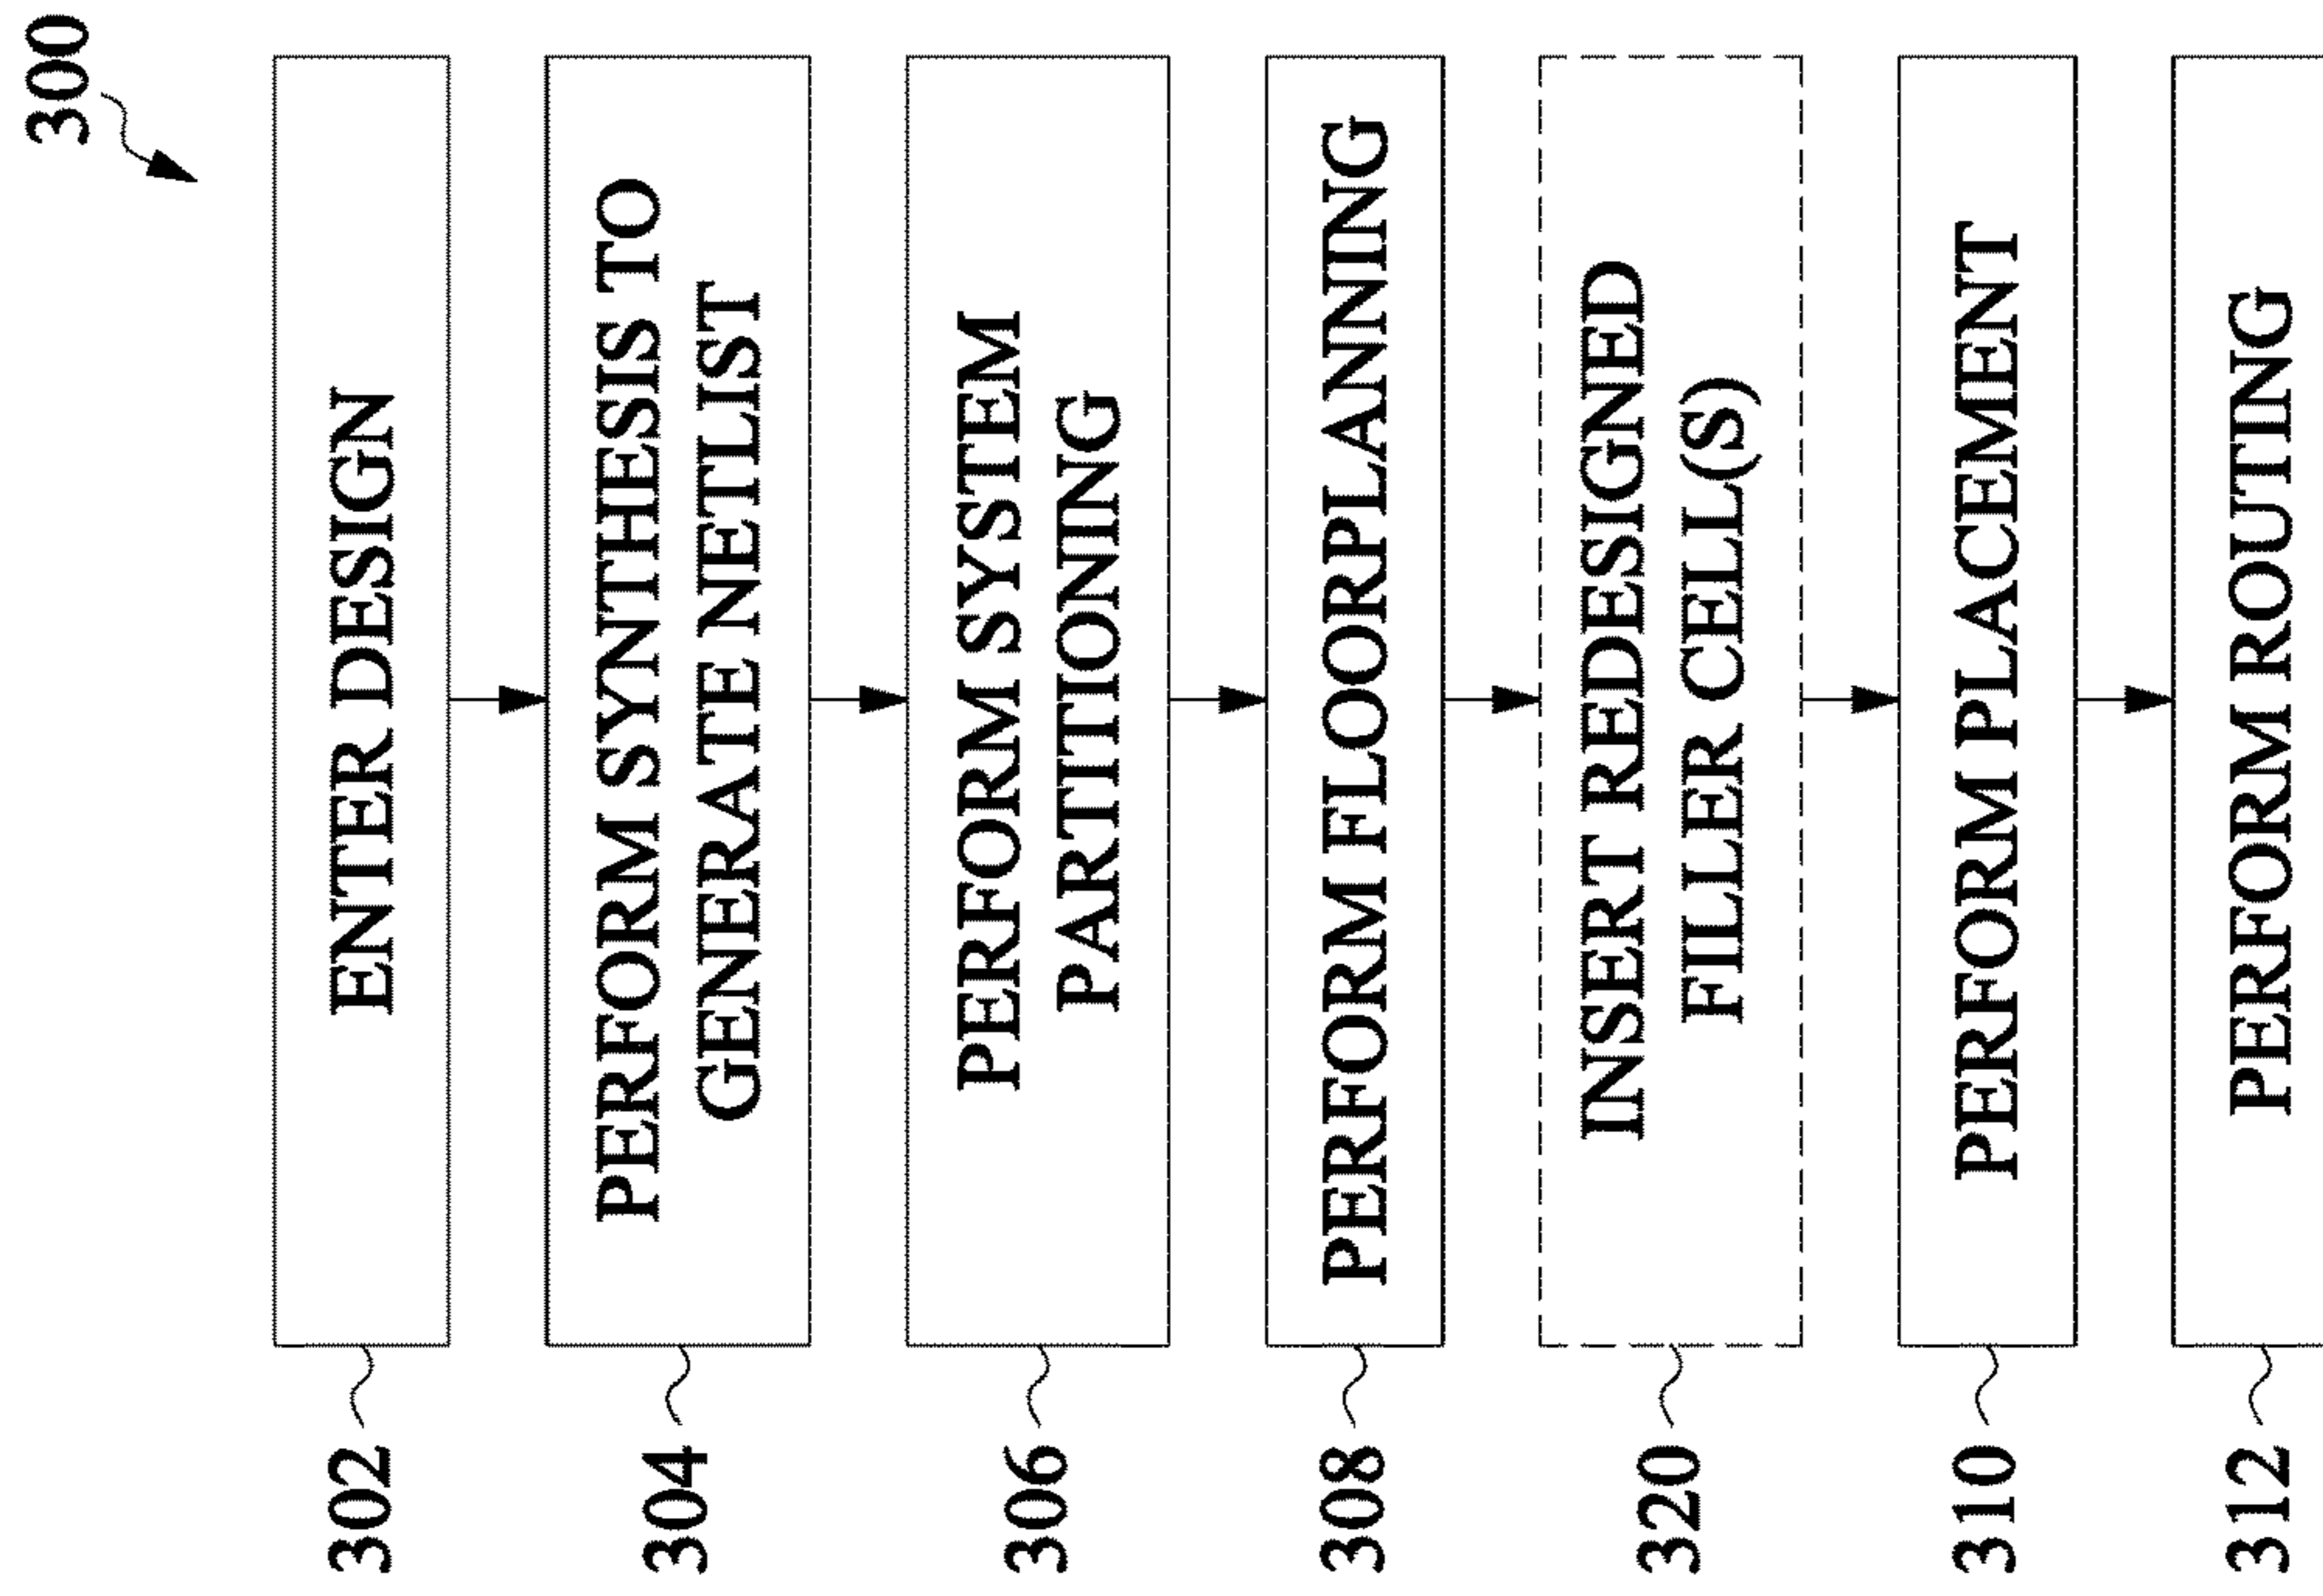 300
302
ENTER DESIGN
304
PERFORM SYNTHESIS TO
GENERATE NETLIST
306
PERFORM SYSTEM
PARTITIONING
308
PERFORM FLOORPLANNING
320
INSERT REDESIGNED
FILLER CELL(S)
310
PERFORM PLACEMENT
312
PERFORM ROUTING